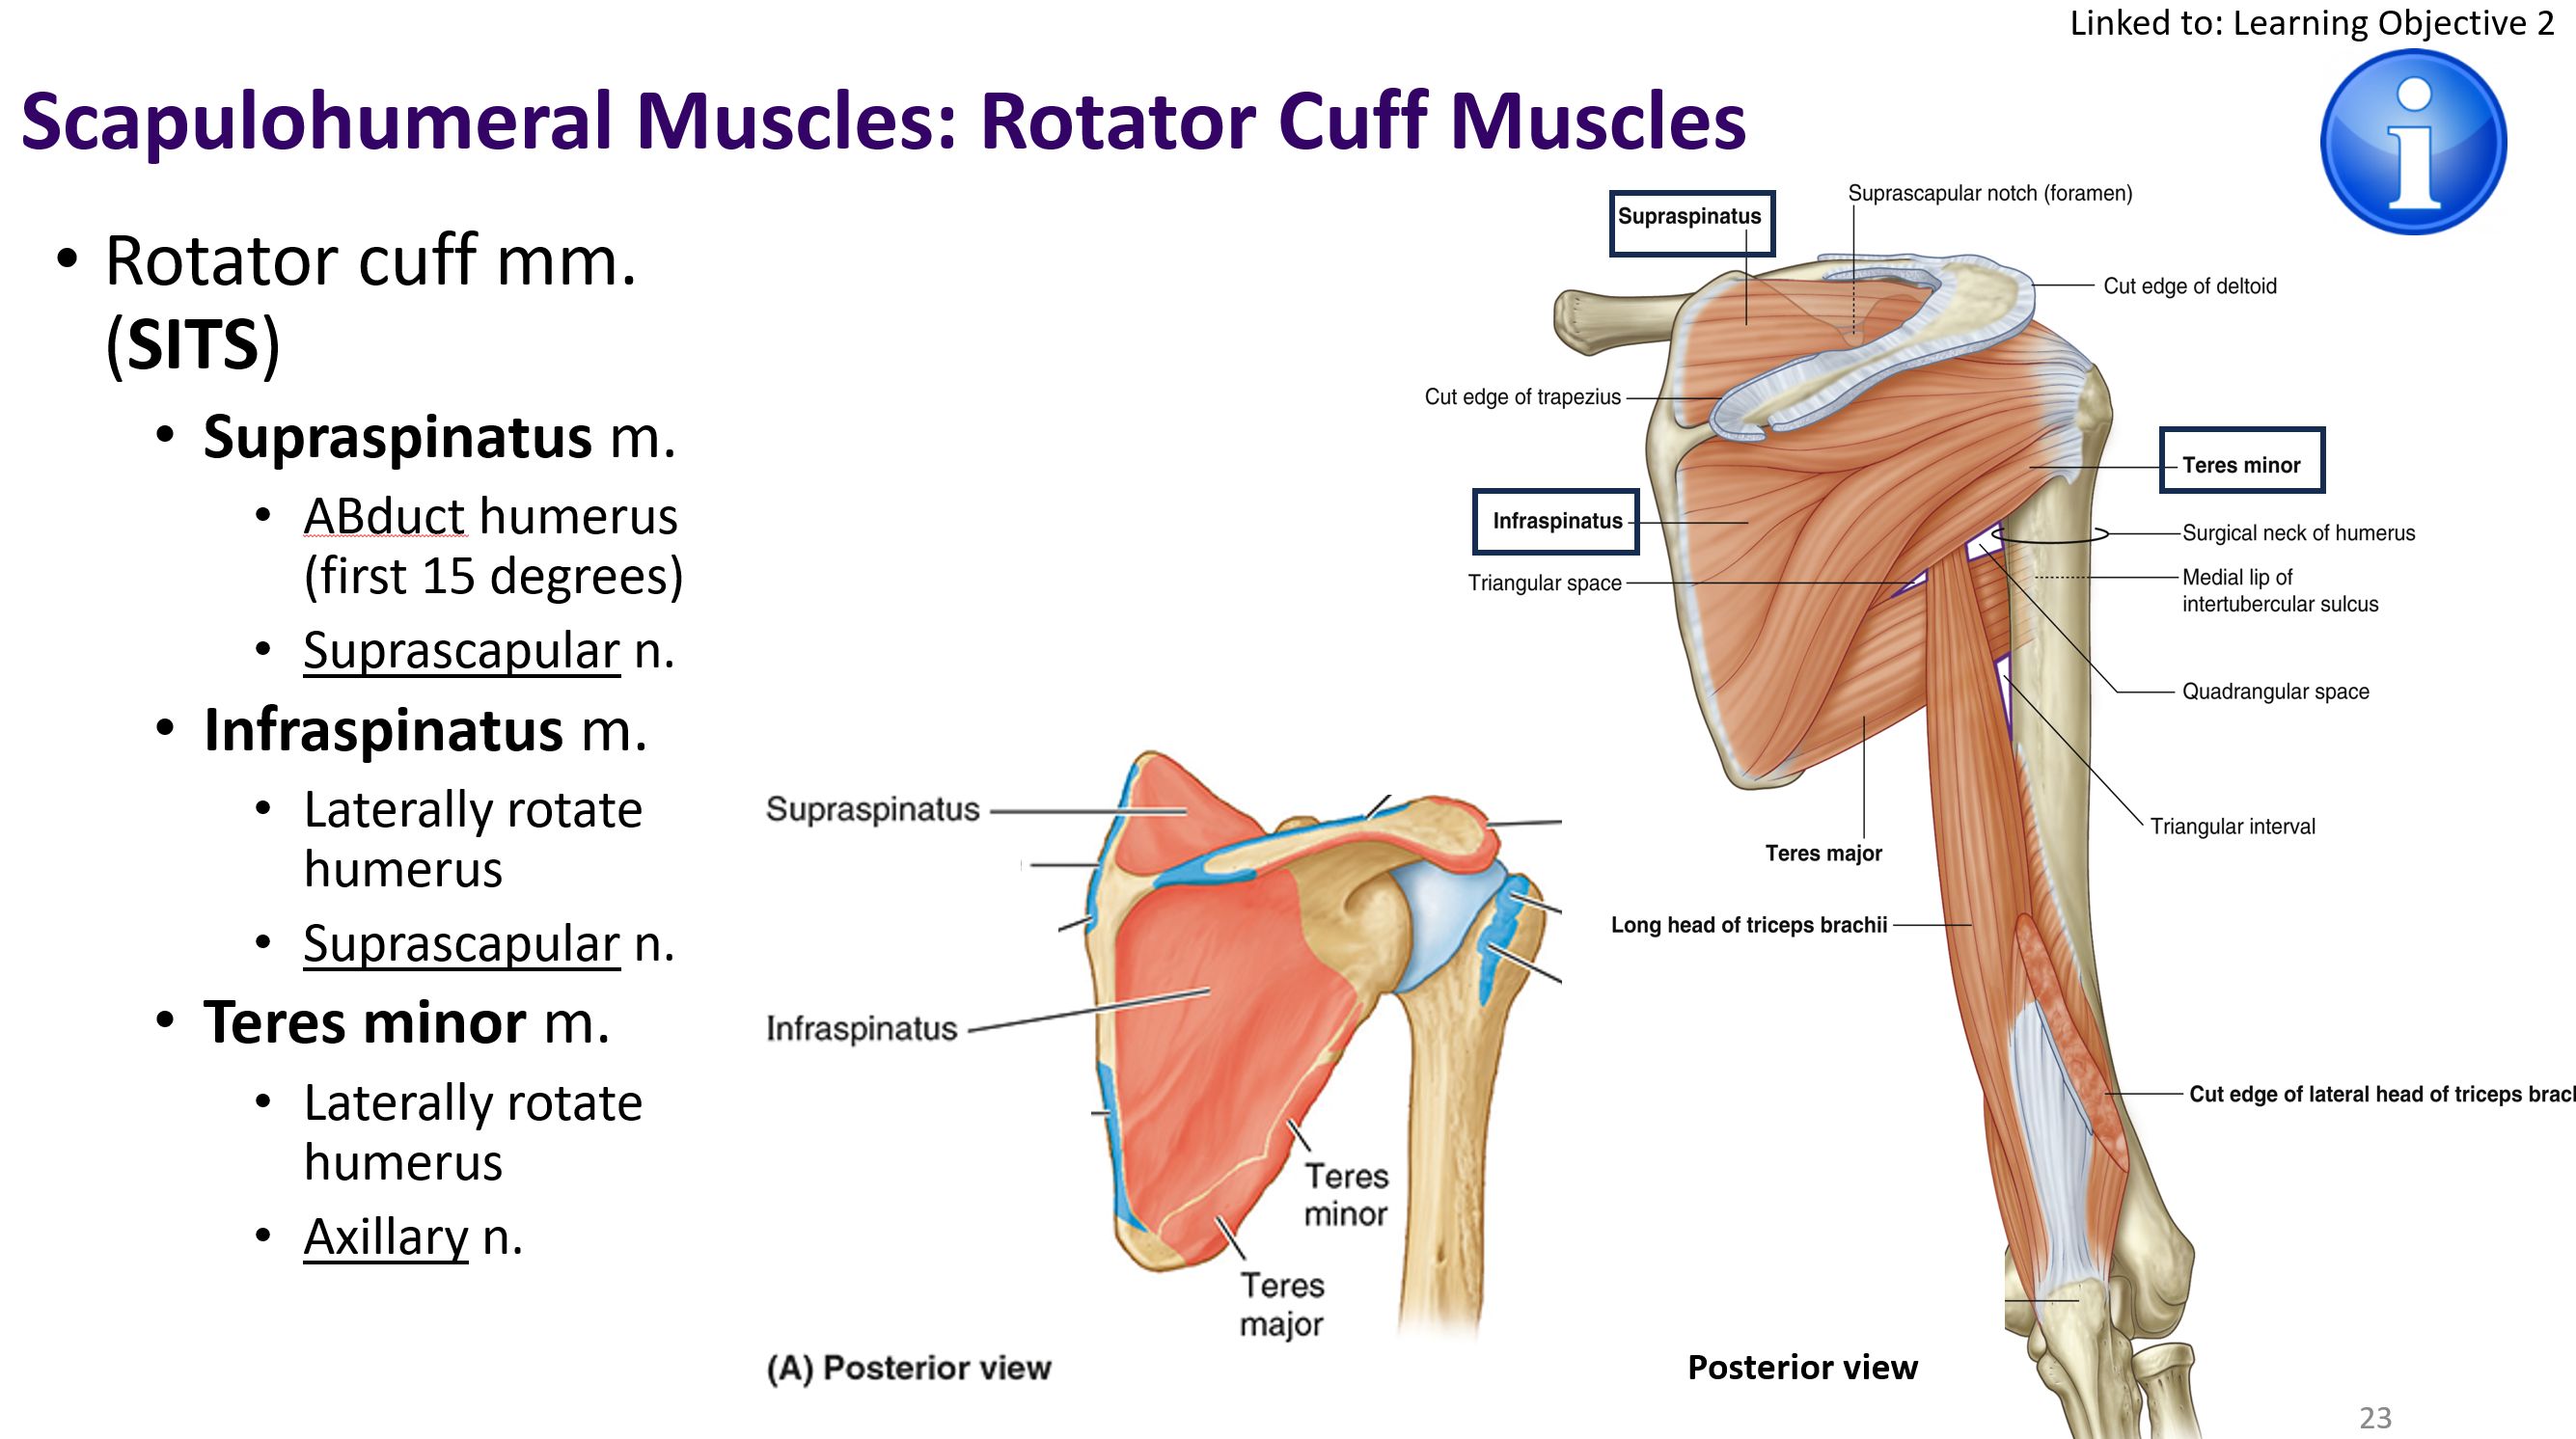 Linked to: Learning Objective 2
Scapulohumeral Muscles: Rotator Cuff Muscles
• Rotator cuff mm.
(SITS)
• Supraspinatus m.
• ABduct humerus
(first 15 degrees)
• Suprascapular n.
• Infraspinatus m.
• Laterally rotate
humerus
• Suprascapular n.
• Teres minor m.
• Laterally rotate
humerus
• Axillary n.
Supraspinatus
Infraspinatus
Teres
minor
Teres
major
(A) Posterior view
Supraspinatus
Suprascapular notch (foramen)
Cut edge of deltoid
Cut edge of trapezius
Teres minor
Infraspinatus
Surgical neck of humerus
Triangular space
Medial lip of
intertubercular sulcus
Quadrangular space
Triangular interval
Teres major
Long head of triceps brachii
Cut edge of lateral head of triceps brach
Posterior view
23